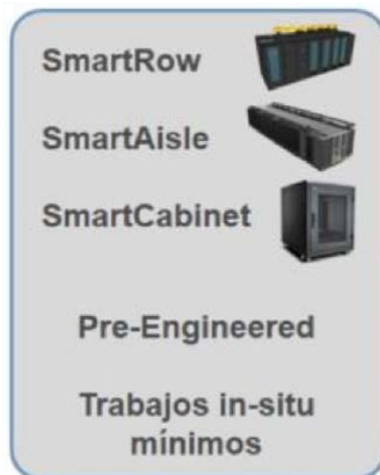 SmartRow
SmartAisle
SmartCabinet
Pre-Engineered
Trabajos in-situ
mínimos